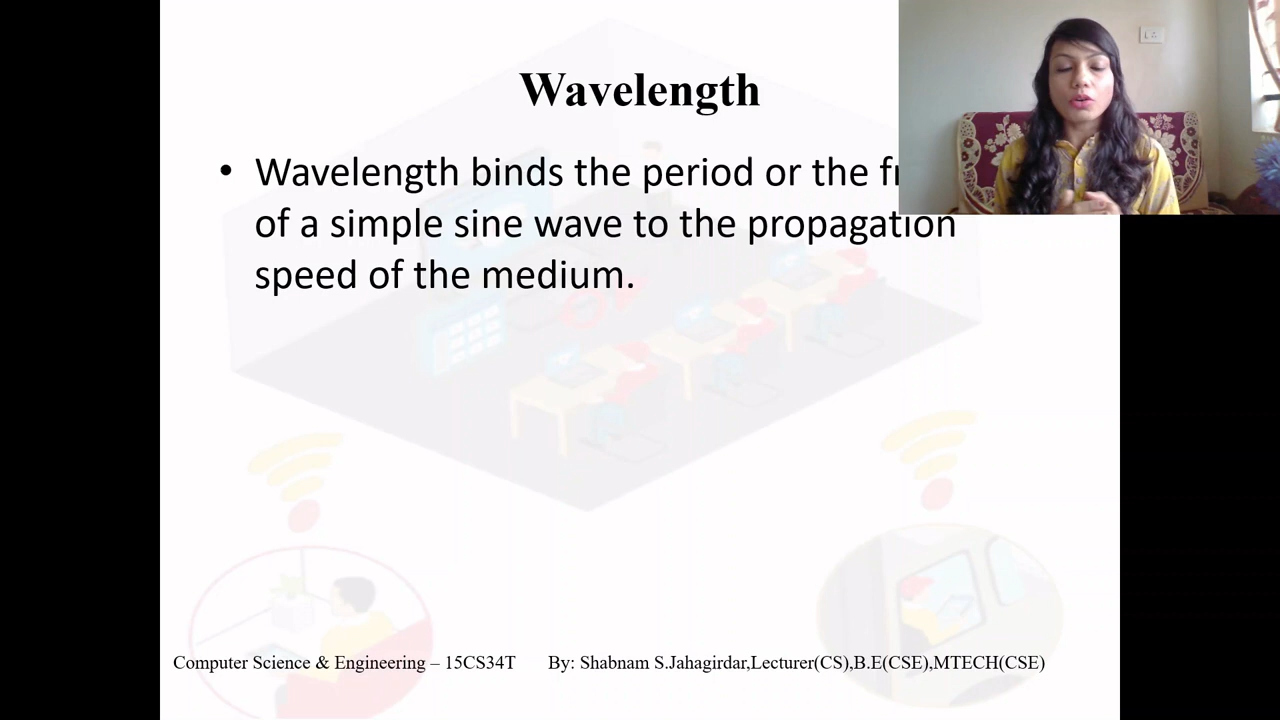 Wavelength
• Wavelength binds the period or the
of a simple sine wave to the propagation
speed of the medium.
Computer Science & Engineering – 15CS34T By: Shabnam S.Jahagirdar,Lecturer(CS),B.E(CSE),MTECH(CSE)